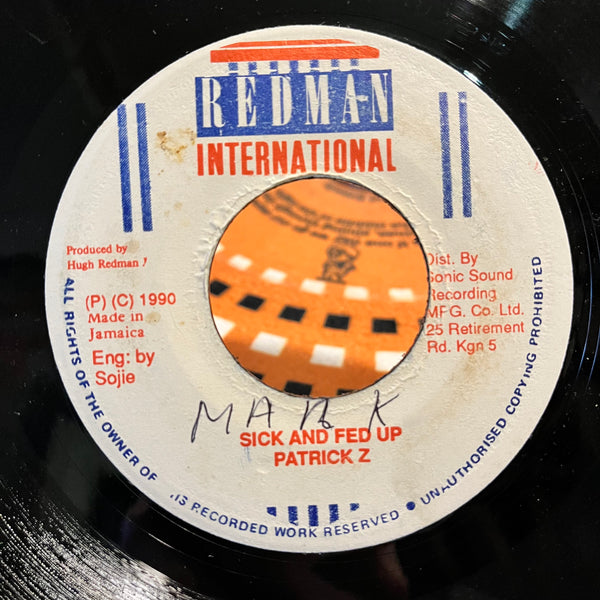 REDMAN
INTERNATIONAL
Produced by
Hugh Redman J
(P) (C) 1990
Made in
Jamaica
Eng: by
Sojie
Dist. By
Sonic Sound
Recording
MFG. Co. Ltd.
25 Retirement
Rd. Kgn 5
MARK
SICK AND FED UP
PATRICK Z
ALL RIGHTS OF THE OWNER OF HIS RECORDED WORK RESERVED • UNAUTHORISED COPYING PROHIBITED